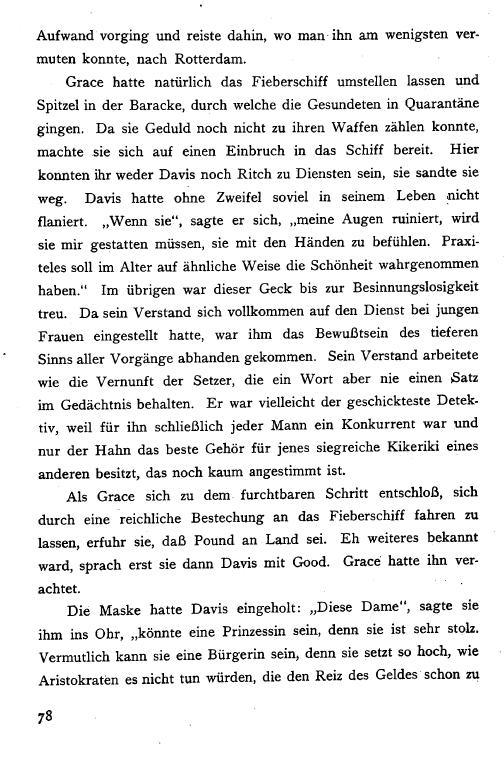 Aufwand vorging und reiste dahin, wo man ihn am wenigsten ver-
muten konnte, nach Rotterdam.
Grace hatte natürlich das Fieberschiff umstellen lassen und
Spitzel in der Baracke, durch welche die Gesundeten in Quarantäne
gingen. Da sie Geduld noch nicht zu ihren Waffen zählen konnte,
machte sie sich auf einen Einbruch in das Schiff bereit. Hier
konnten ihr weder Davis noch Ritch zu Diensten sein, sie sandte sie
weg. Davis hatte ohne Zweifel soviel in seinem Leben nicht
flaniert. „Wenn sie“, sagte er sich, „meine Augen ruiniert, wird
sie mir gestatten müssen, sie mit den Händen zu befühlen. Praxi-
teles soll im Alter auf ähnliche Weise die Schönheit wahrgenommen
haben.“ Im übrigen war dieser Geck bis zur Besinnungslosigkeit
treu. Da sein Verstand sich vollkommen auf den Dienst bei jungen
Frauen eingestellt hatte, war ihm das Bewußtsein des tieferen
Sinns aller Vorgänge abhanden gekommen. Sein Verstand arbeitete
wie die Vernunft der Setzer, die ein Wort aber nie einen Satz
im Gedächtnis behalten. Er war vielleicht der geschickteste Detek-
tiv, weil für ihn schließlich jeder Mann ein Konkurrent war und
nur der Hahn das beste Gehör für jenes siegreiche Kikeriki eines
anderen besitzt, das noch kaum angestimmt ist.
Als Grace sich zu dem furchtbaren Schritt entschloß, sich
durch eine reichliche Bestechung an das Fieberschiff fahren zu
lassen, erfuhr sie, daß Pound an Land sei. Eh weiteres bekannt
ward, sprach erst sie dann Davis mit Good. Grace hatte ihn ver-
achtet.
Die Maske hatte Davis eingeholt: „Diese Dame“, sagte sie
ihm ins Ohr, „könnte eine Prinzessin sein, denn sie ist sehr stolz.
Vermutlich kann sie eine Bürgerin sein, denn sie setzt so hoch, wie
Aristokraten es nicht tun würden, die den Reiz des Geldes schon zu
78